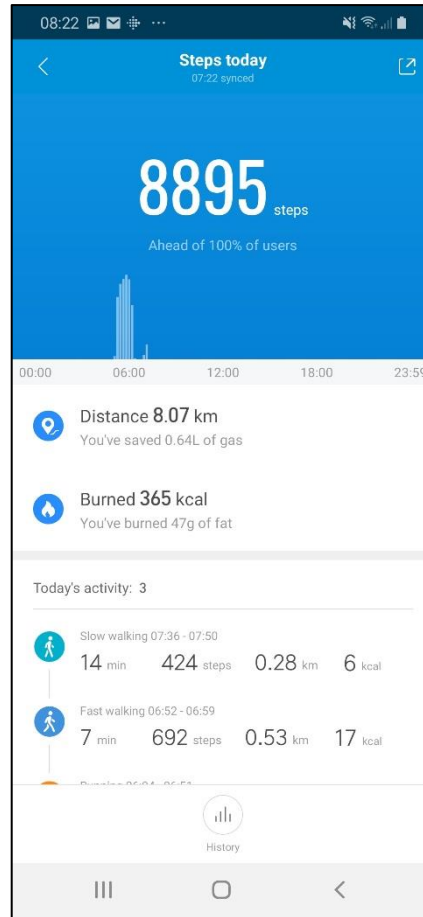 08:22
Steps today
07:22 synced
8895 steps
Ahead of 100% of users
00:00 06:00 12:00 18:00 23:59
Distance 8.07 km
You've saved 0.64L of gas
Burned 365 kcal
You've burned 47g of fat
Today's activity: 3
Slow walking 07:36 - 07:50
14 min 424 steps 0.28 km 6 kcal
Fast walking 06:52 - 06:59
7 min 692 steps 0.53 km 17 kcal
History